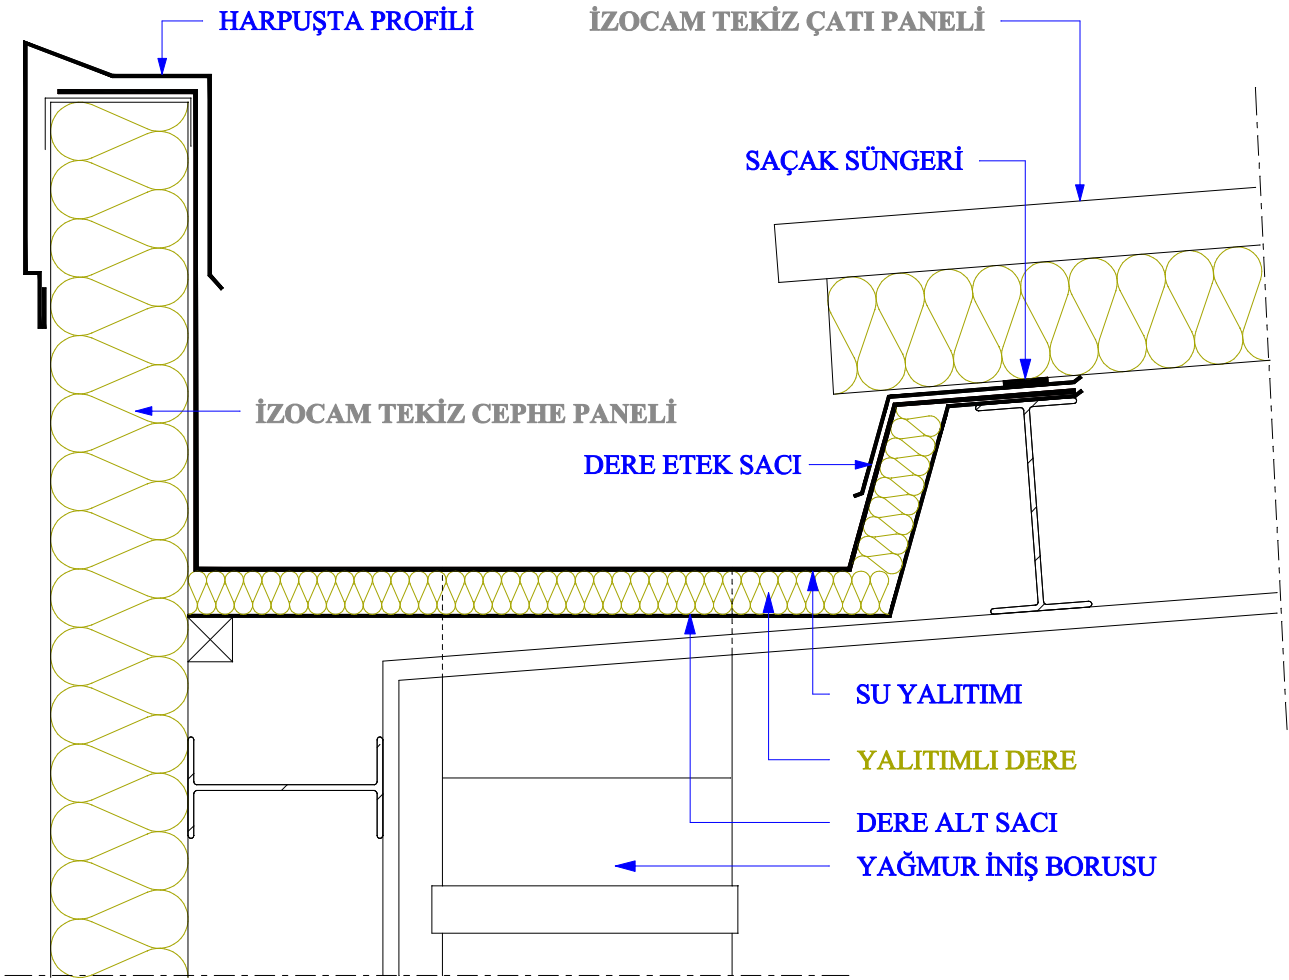 HARPUŞTA PROFİLİ
İZOCAM TEKİZ ÇATI PANELİ
SAÇAK SÜNGERİ
İZOCAM TEKİZ CEPHE PANELİ
DERE ETEK SACI
SU YALITIMI
YALITIMLI DERE
DERE ALT SACI
YAĞMUR İNİŞ BORUSU